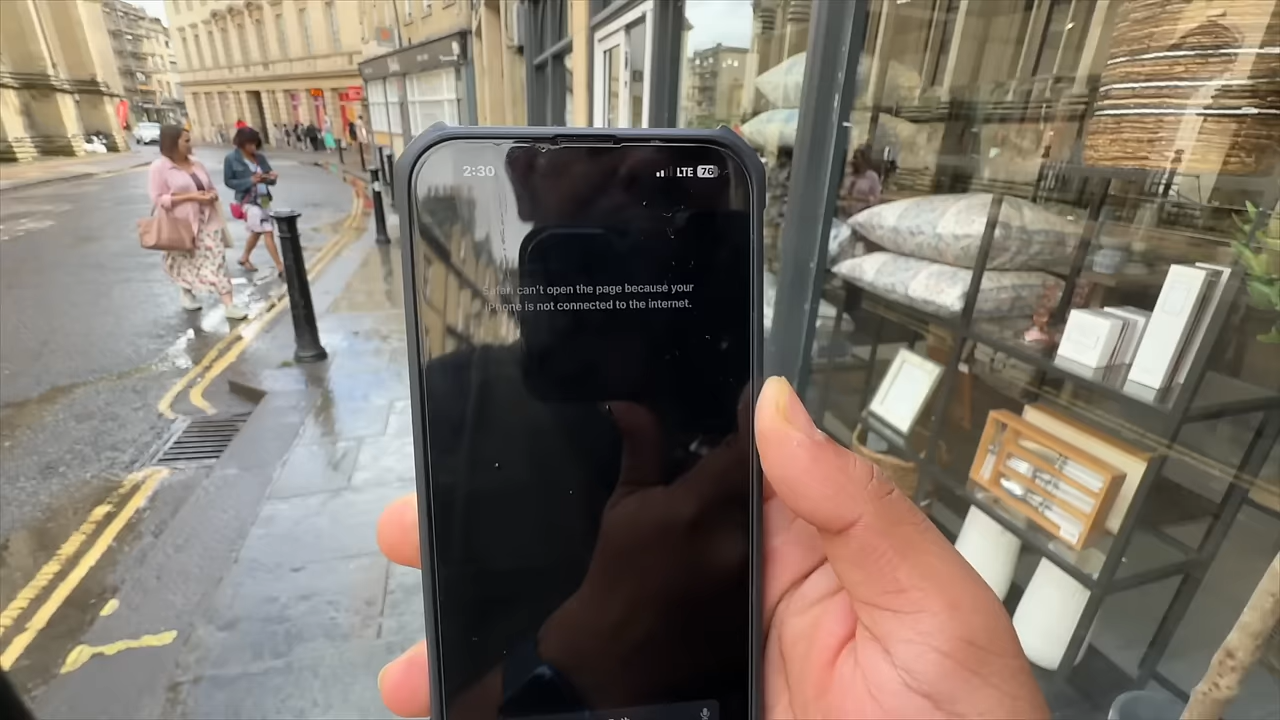 2:30 LTE 76
Safari can't open the page because your
iPhone is not connected to the internet.